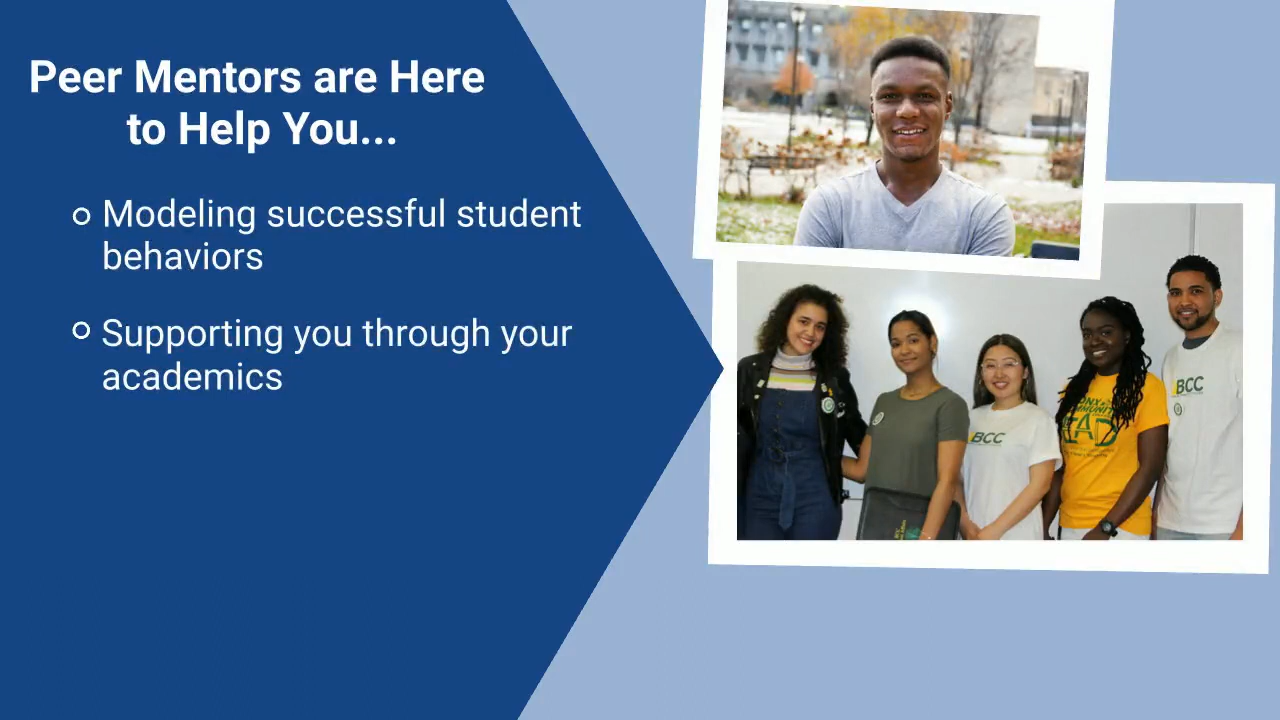 Peer Mentors are Here
to Help You...
Modeling successful student
behaviors
Supporting you through your
academics
BCC
BCC